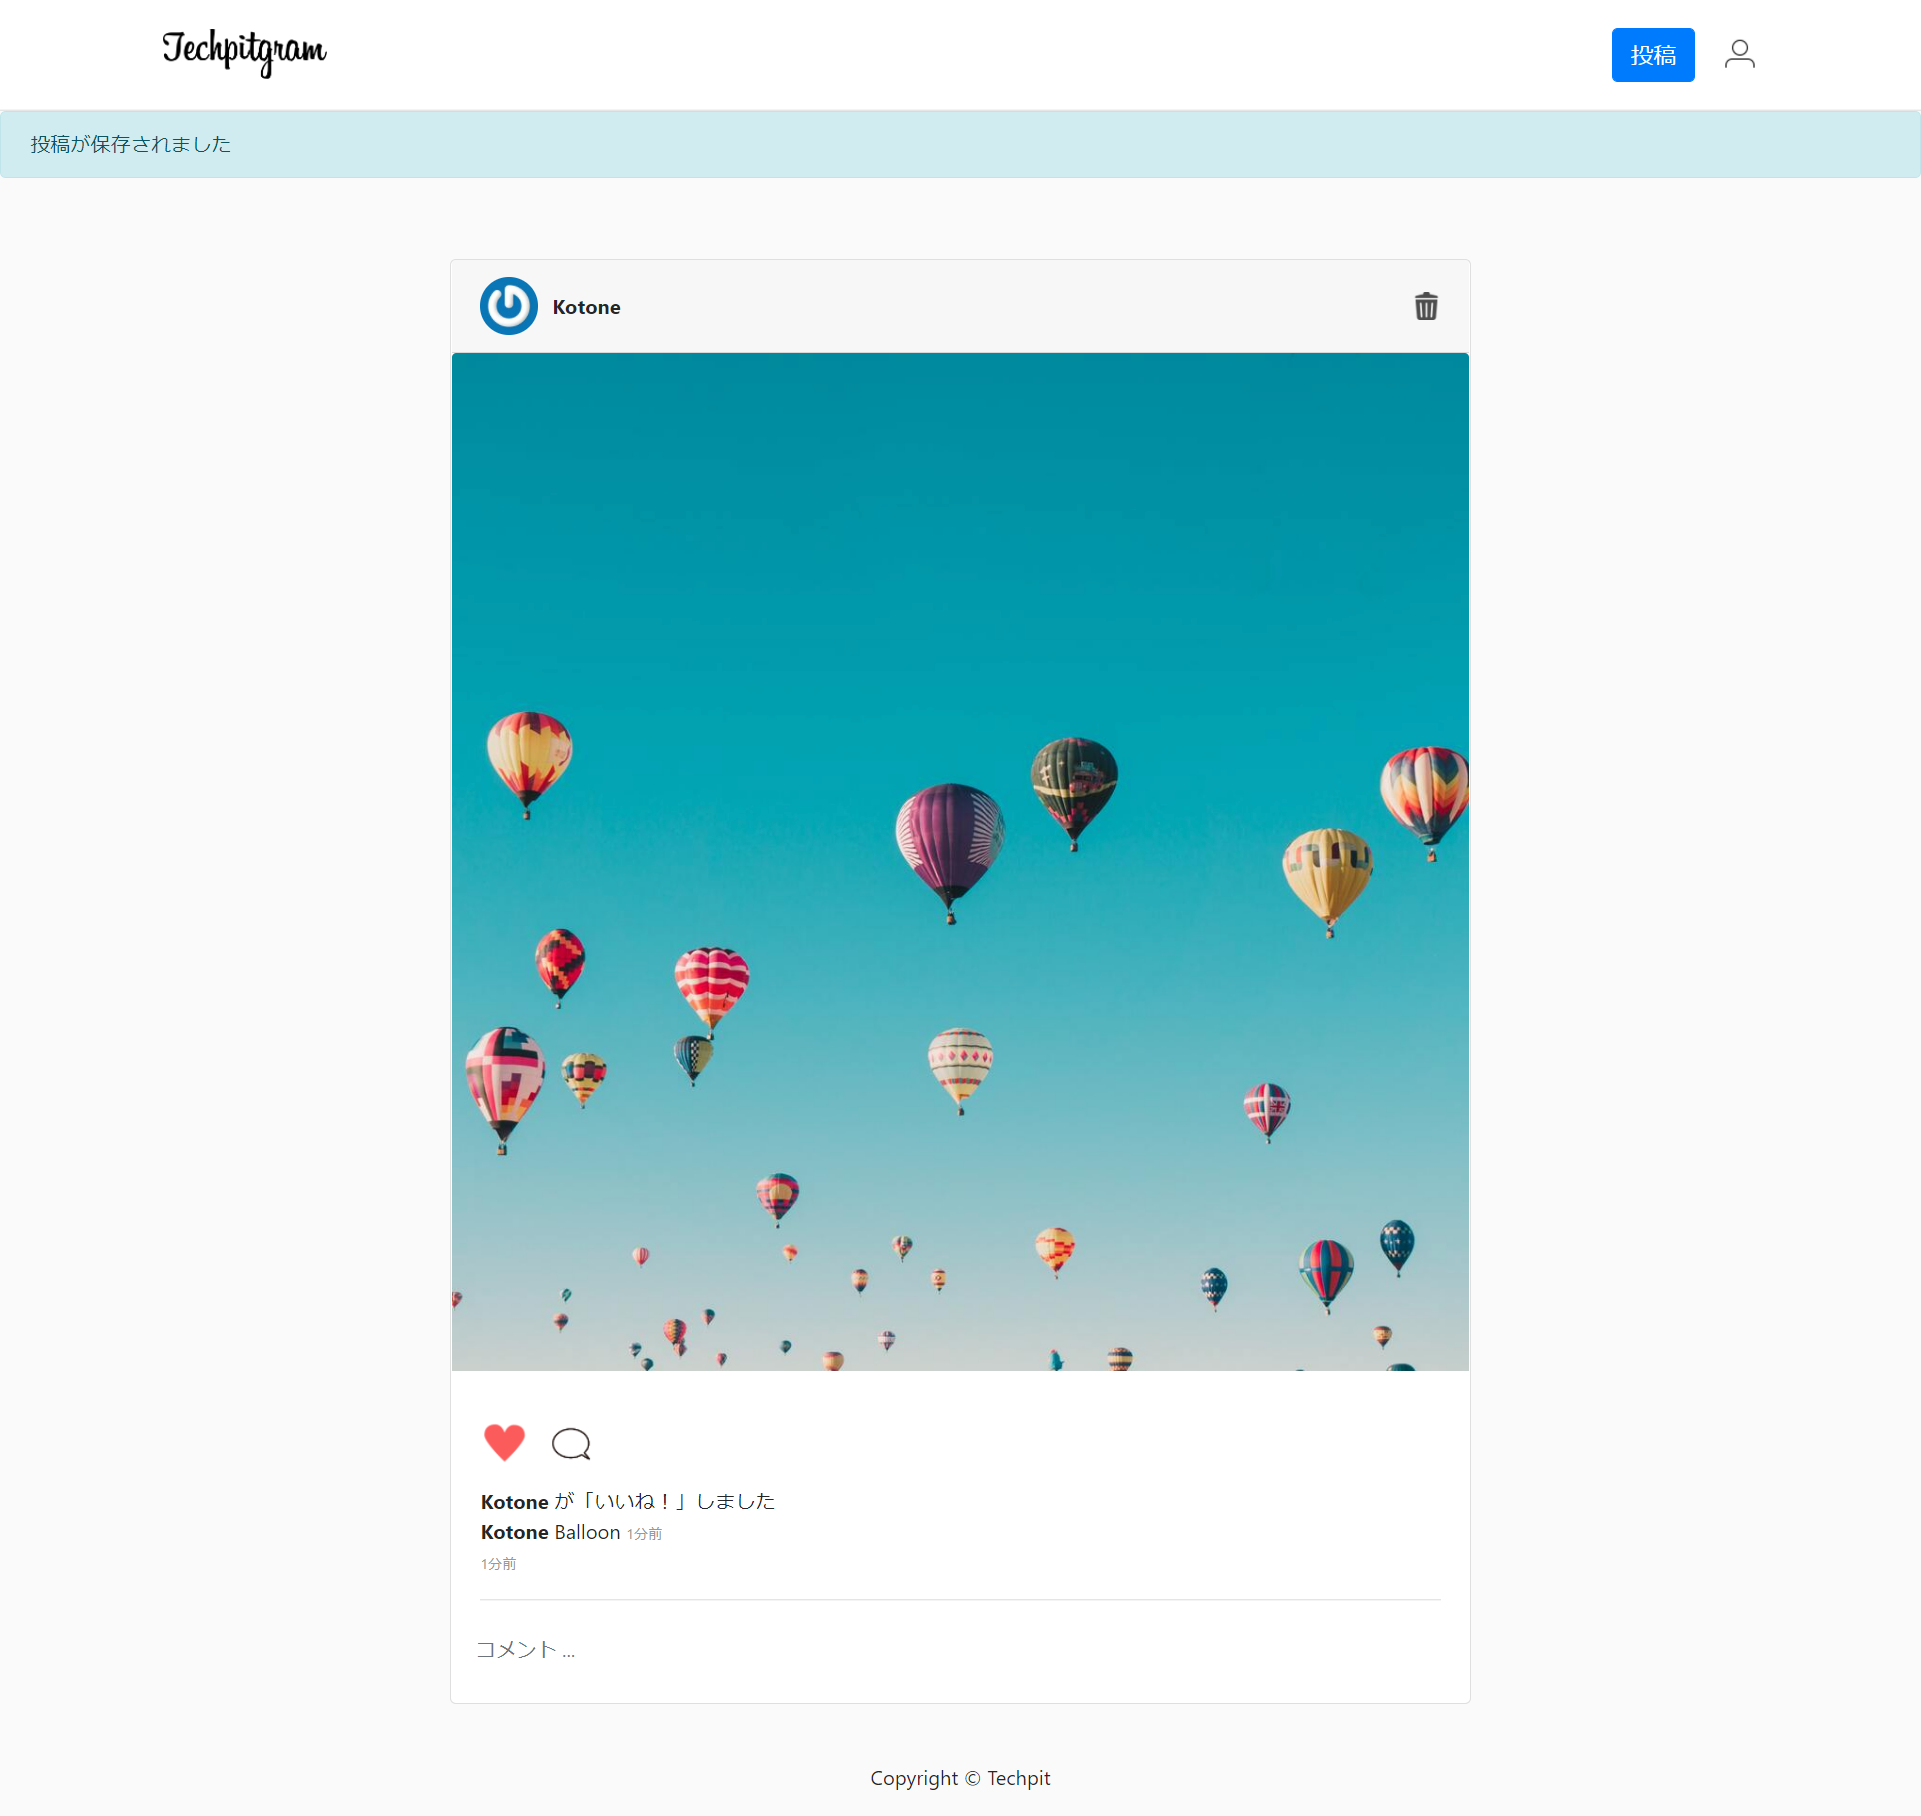 Techpitgram
投稿
投稿が保存されました
Kotone
Kotone が「いいね！」しました
Kotone Balloon 1分前
1分前
コメント ...
Copyright © Techpit